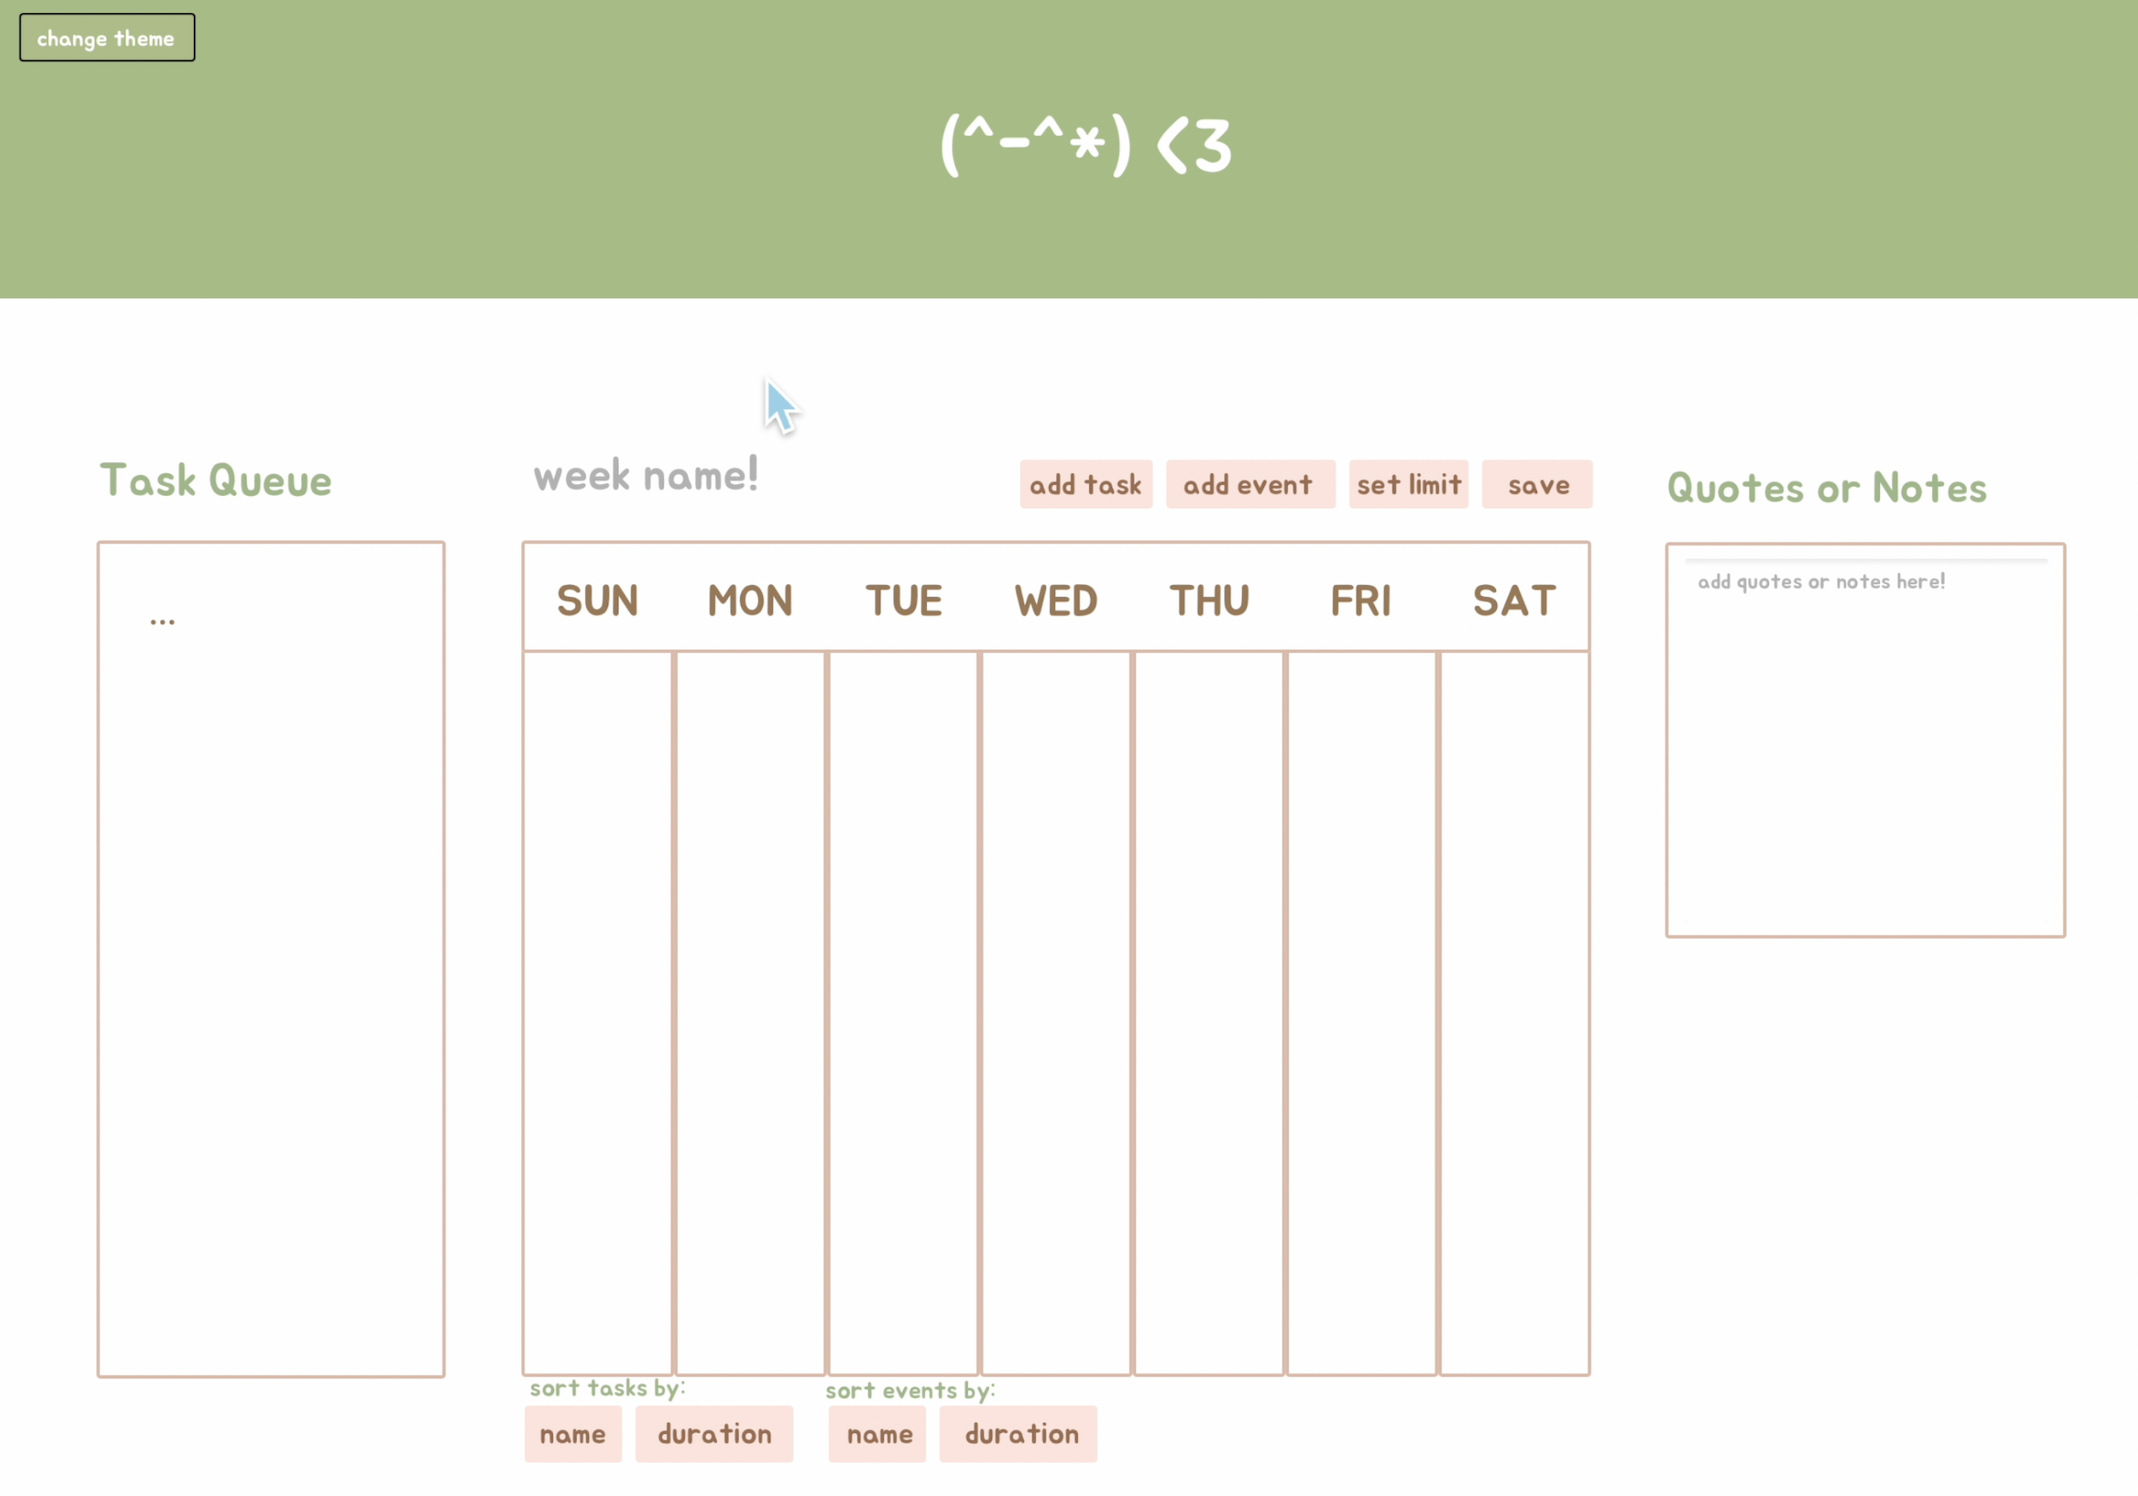 change theme
(^-^*) <3
Task Queue
week name!
add task
add event
set limit
save
Quotes or Notes
...
SUN MON TUE WED THU FRI SAT
add quotes or notes here!
sort tasks by:
name
duration
sort events by:
name
duration